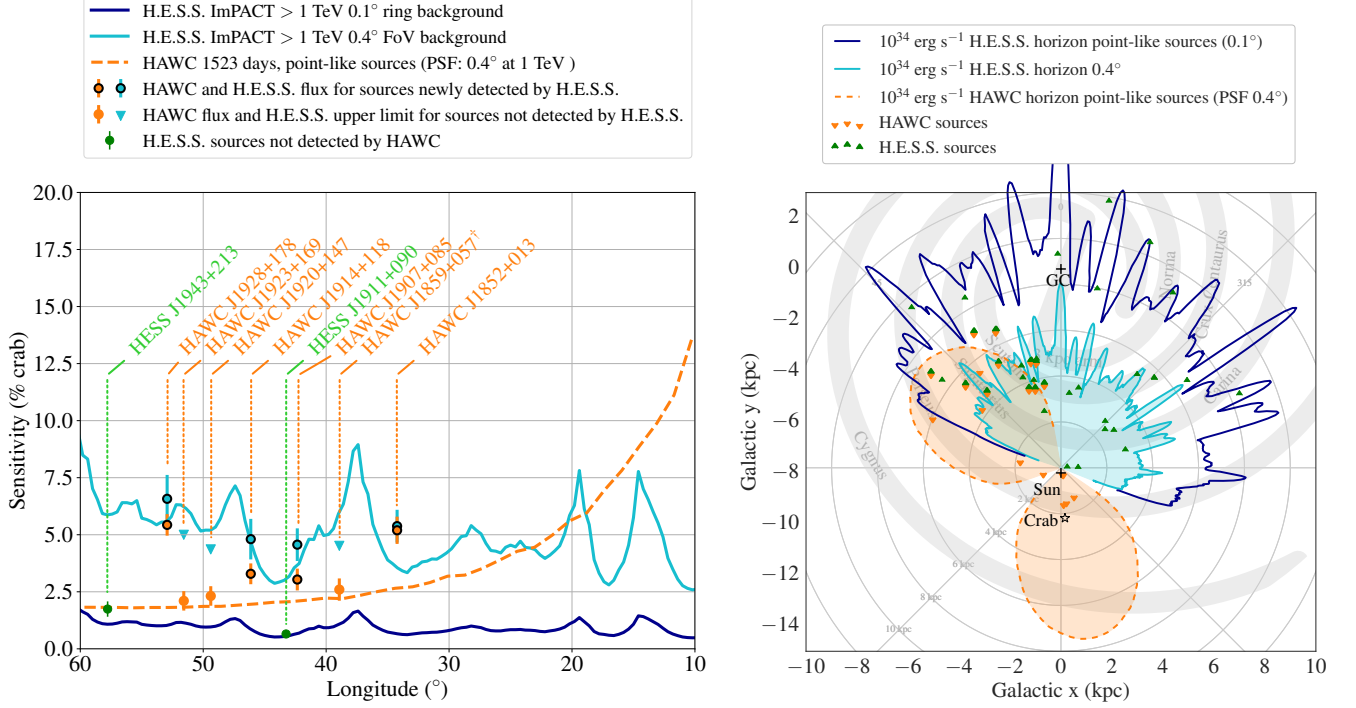 H.E.S.S. ImPACT > 1 TeV 0.1° ring background
H.E.S.S. ImPACT > 1 TeV 0.4° FoV background
HAWC 1523 days, point-like sources (PSF: 0.4° at 1 TeV )
HAWC and H.E.S.S. flux for sources newly detected by H.E.S.S.
HAWC flux and H.E.S.S. upper limit for sources not detected by H.E.S.S.
H.E.S.S. sources not detected by HAWC
20.0
17.5
15.0
12.5
10.0
7.5
5.0
2.5
0.0
Sensitivity (% crab)
HESS J1943+213
HAWC J1928+178
HAWC J1923+169
HAWC J1920+147
HAWC J1914+118
HESS J1911+090
HAWC J1907+085
HAWC J1859+057†
HAWC J1852+013
60
50
40
30
20
10
Longitude (°)
10³⁴ erg s⁻¹ H.E.S.S. horizon point-like sources (0.1°)
10³⁴ erg s⁻¹ H.E.S.S. horizon 0.4°
10³⁴ erg s⁻¹ HAWC horizon point-like sources (PSF 0.4°)
HAWC sources
H.E.S.S. sources
2
0
−2
−4
−6
−8
−10
−12
−14
Galactic y (kpc)
0
315
Norma
Crux Centaurus
Carina
Cygnus
GC
Sun
Crab
2 kpc
4 kpc
6 kpc
8 kpc
10 kpc
−10
−8
−6
−4
−2
0
2
4
6
8
10
Galactic x (kpc)